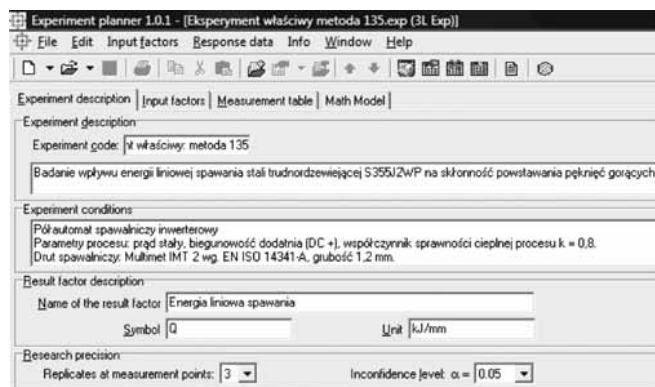 Experiment planner 1.0.1 - [Eksperyment właściwy metoda 135.exp (3L Exp)]
File Edit Input factors Response data Info Window Help
Experiment description Input factors Measurement table Math Model
Experiment description
Experiment code: nt właściwy: metoda 135
Badanie wpływu energii liniowej spawania stali trudnordzewiejącej S355J2WP na skłonność powstawania pęknięć gorących
Experiment conditions
Półautomat spawalniczy inwerterowy
Parametry procesu: prąd stały, biegunowość dodatnia (DC +), współczynnik sprawności cieplnej procesu k = 0,8.
Drut spawalniczy: Multimet IMT 2 wg. EN ISO 14341-A, grubość 1,2 mm.
Result factor description
Name of the result factor Energia liniowa spawania
Symbol Q Unit kJ/mm
Research precision
Replicates at measurement points: 3 Inconfidence level: α = 0.05